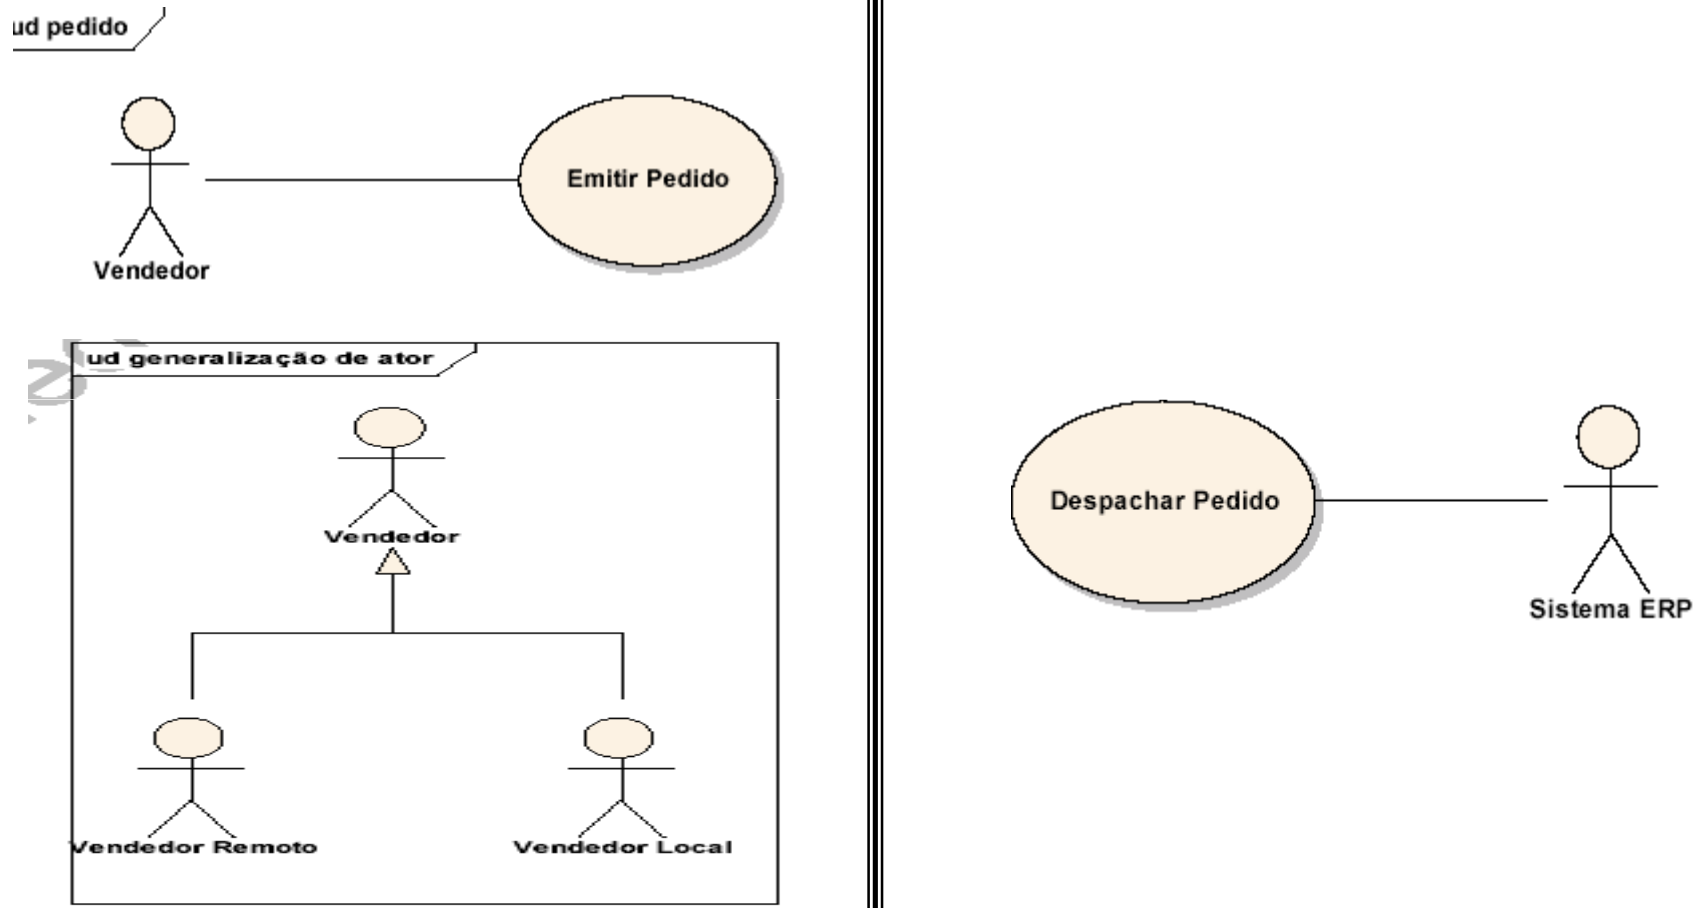 ud pedido
Emitir Pedido
Vendedor
ud generalização de ator
Vendedor
Vendedor Remoto
Vendedor Local
Despachar Pedido
Sistema ERP